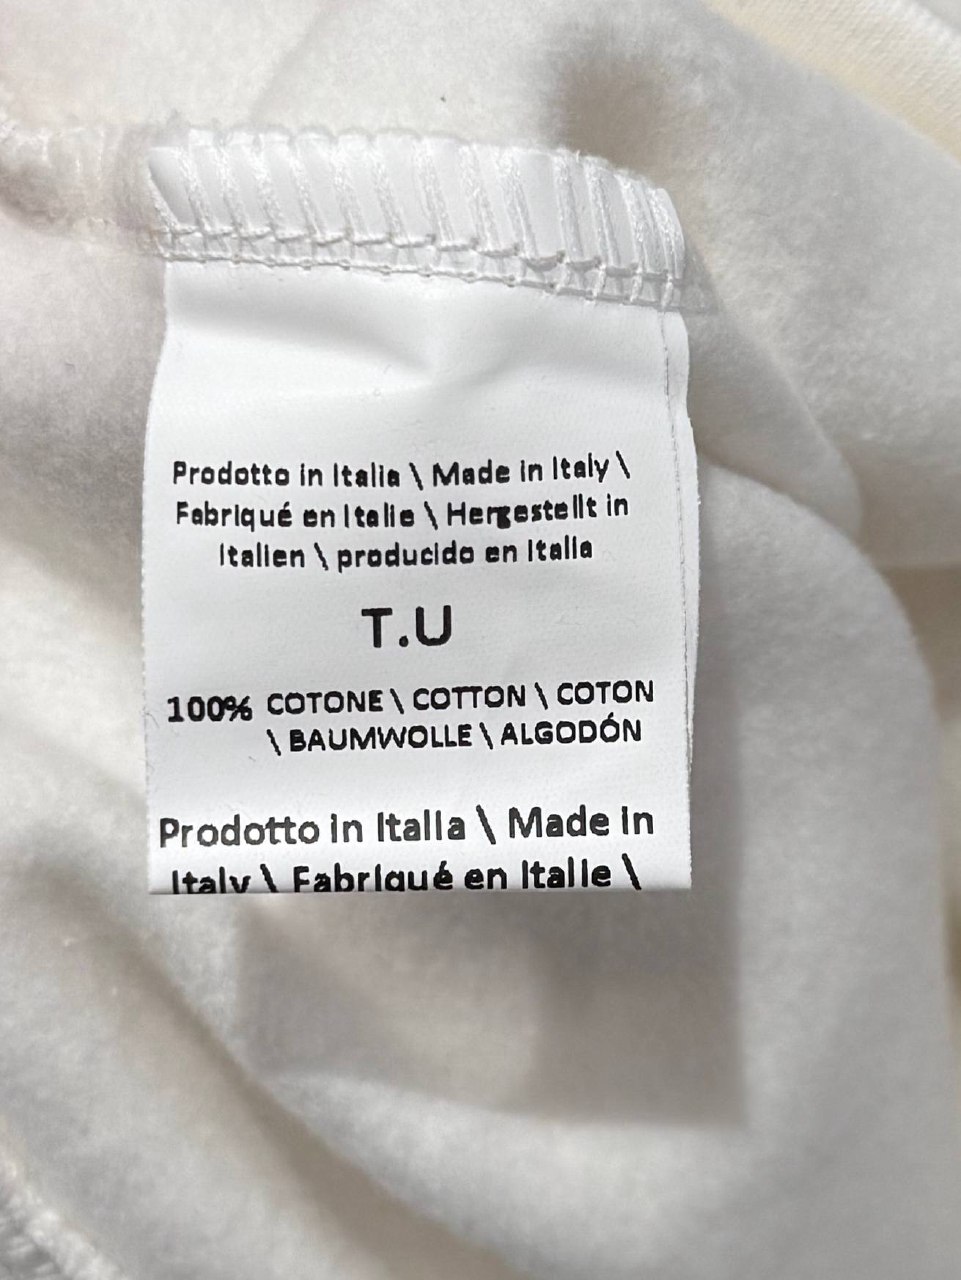 Prodotto in Italia \ Made in Italy \
Fabriqué en Italie \ Hergestellt in
Italien \ producido en Italia
T.U
100% COTONE \ COTTON \ COTON
\ BAUMWOLLE \ ALGODÓN
Prodotto in Italia \ Made in
Italy \ Fabriqué en Italie \